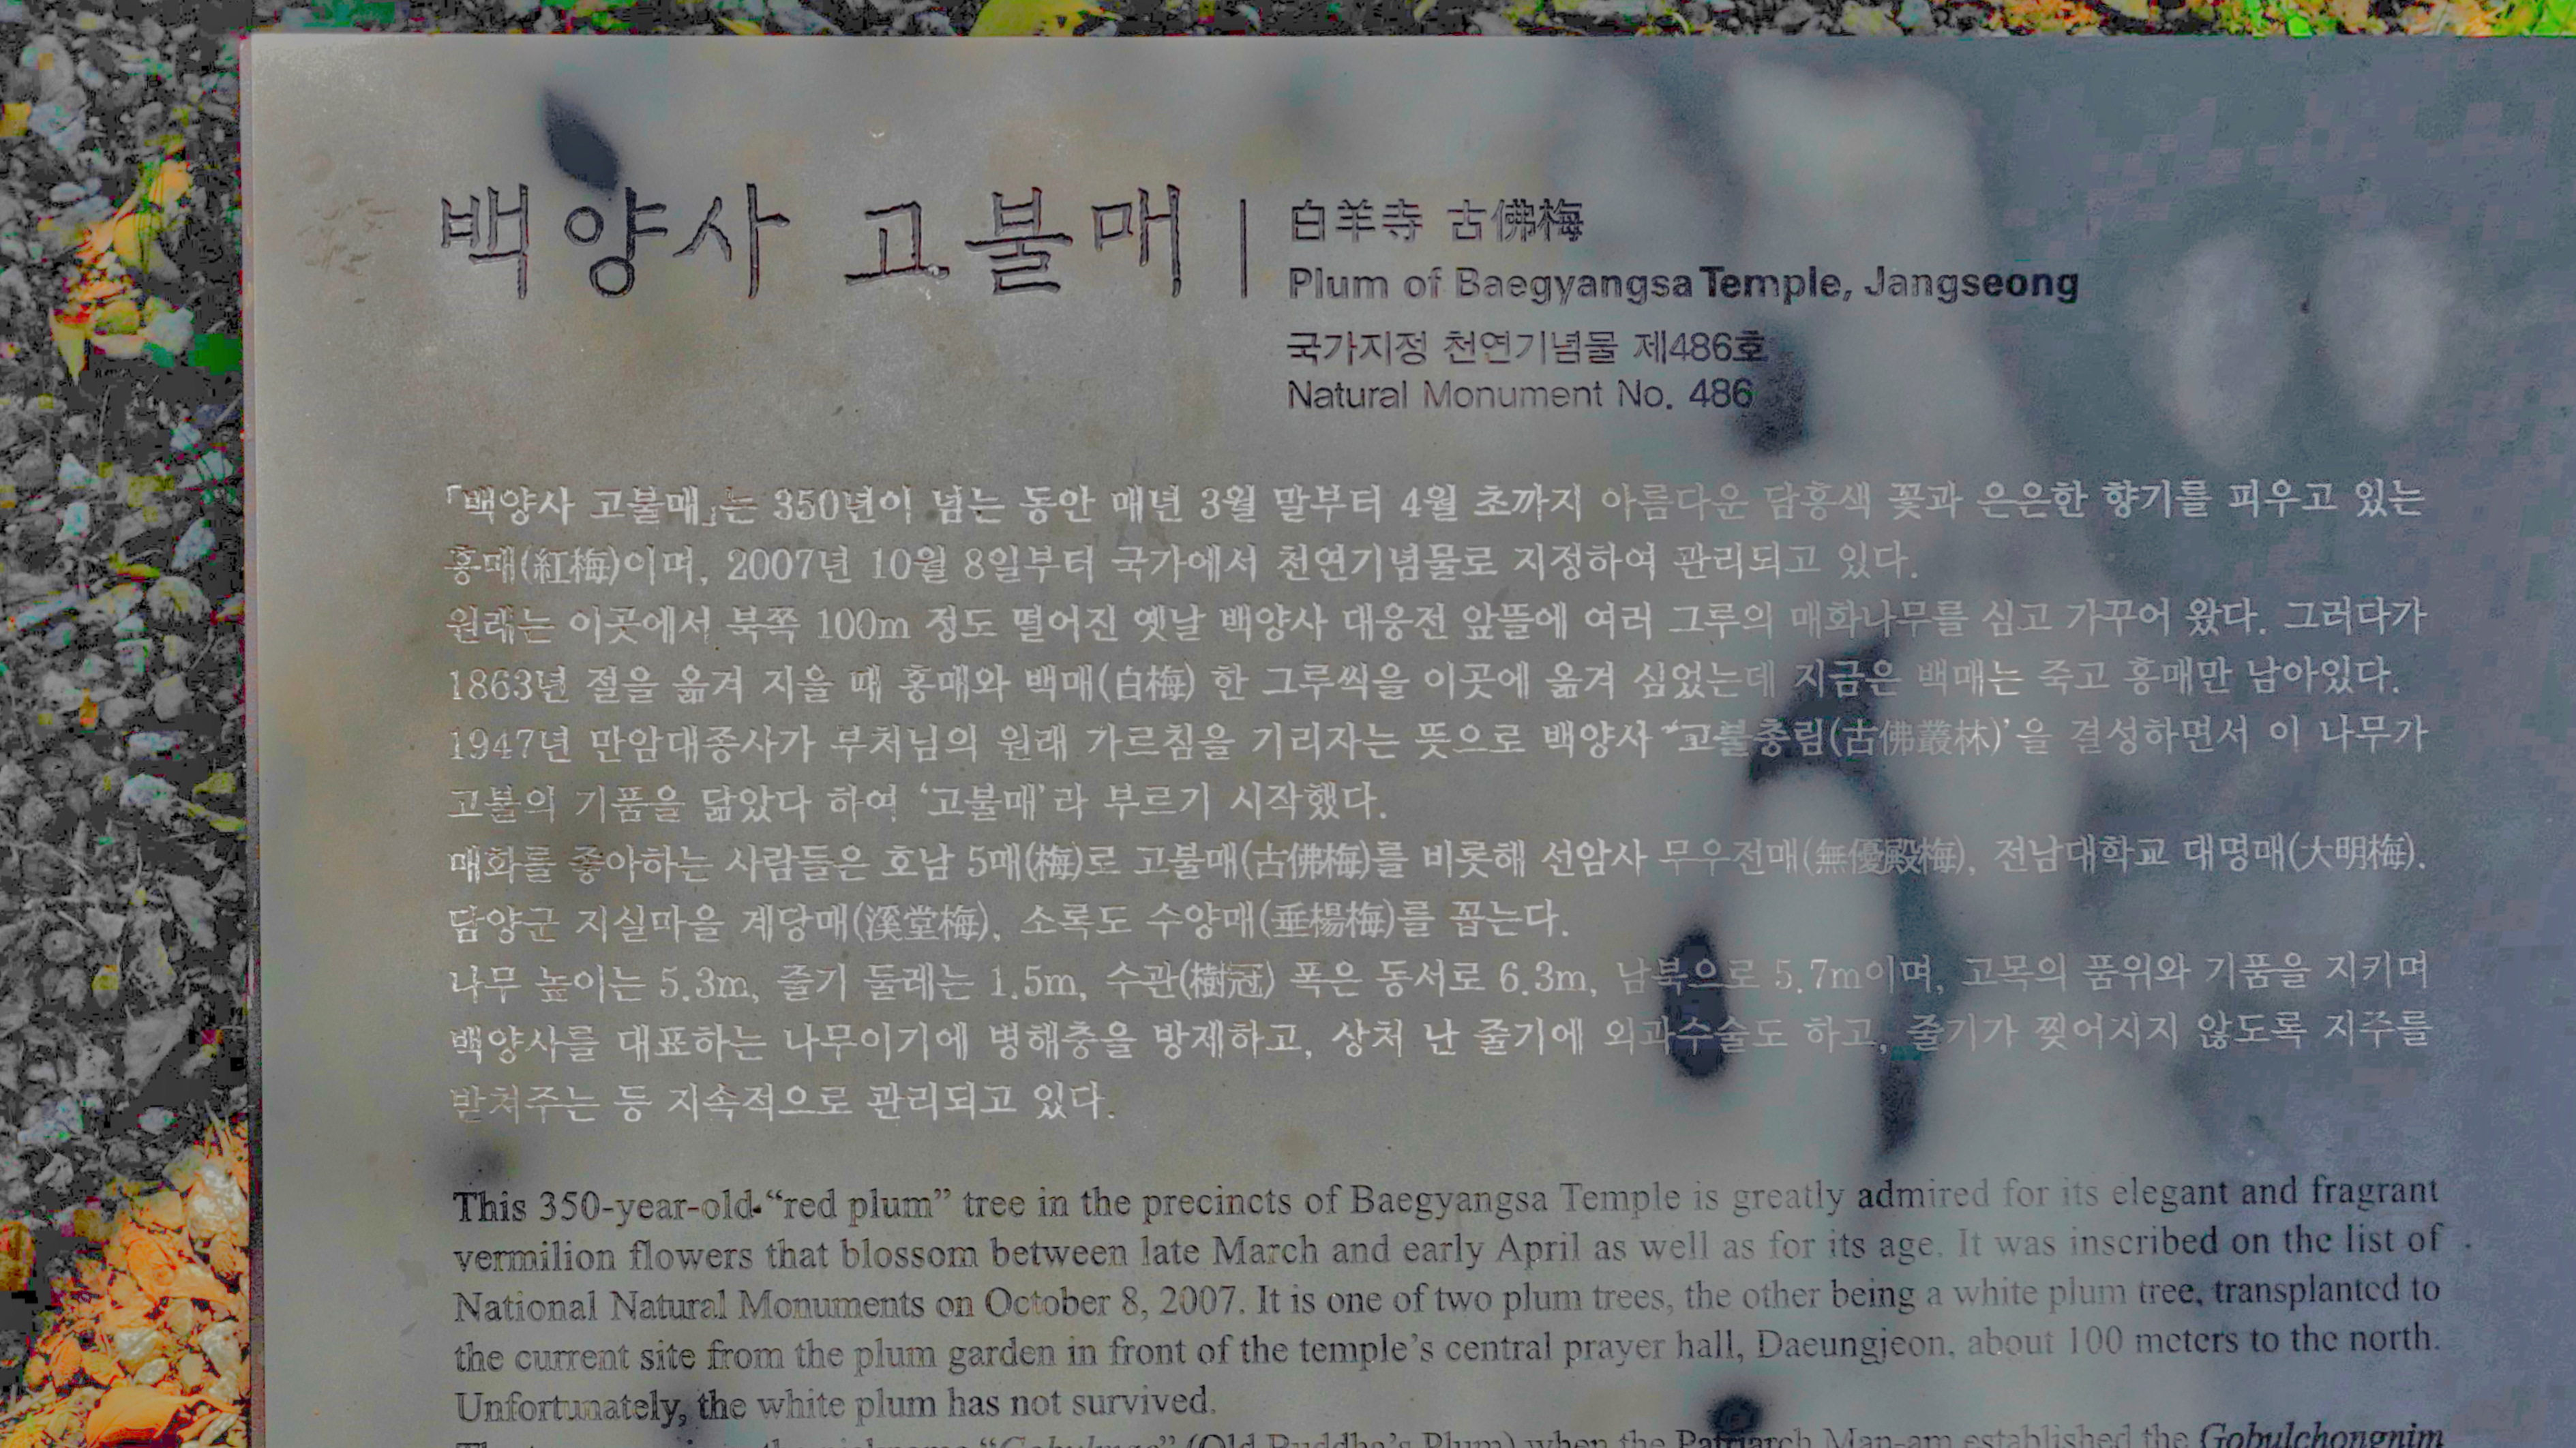 백양사 고불매
白羊寺 古佛梅
Plum of Baegyangsa Temple, Jangseong
국가지정 천연기념물 제486호
Natural Monument No. 486
「백양사 고불매」는 350년이 넘는 동안 매년 3월 말부터 4월 초까지 아름다운 담홍색 꽃과 은은한 향기를 피우고 있는
홍매(紅梅)이며, 2007년 10월 8일부터 국가에서 천연기념물로 지정하여 관리되고 있다.
원래는 이곳에서 북쪽 100m 정도 떨어진 옛날 백양사 대웅전 앞뜰에 여러 그루의 매화나무를 심고 가꾸어 왔다. 그러다가
1863년 절을 옮겨 지을 때 홍매와 백매(白梅) 한 그루씩을 이곳에 옮겨 심었는데 지금은 백매는 죽고 홍매만 남아있다.
1947년 만암대종사가 부처님의 원래 가르침을 기리자는 뜻으로 백양사 ‘고불총림(古佛叢林)’을 결성하면서 이 나무가
고불의 기품을 닮았다 하여 ‘고불매’라 부르기 시작했다.
매화를 좋아하는 사람들은 호남 5매(梅)로 고불매(古佛梅)를 비롯해 선암사 무우전매(無優殿梅), 전남대학교 대명매(大明梅).
담양군 지실마을 계당매(溪堂梅), 소록도 수양매(垂楊梅)를 꼽는다.
나무 높이는 5.3m, 줄기 둘레는 1.5m, 수관(樹冠) 폭은 동서로 6.3m, 남북으로 5.7m이며, 고목의 품위와 기품을 지키며
백양사를 대표하는 나무이기에 병해충을 방제하고, 상처 난 줄기에 외과수술도 하고, 줄기가 찢어지지 않도록 지주를
받쳐주는 등 지속적으로 관리되고 있다.
This 350-year-old “red plum” tree in the precincts of Baegyangsa Temple is greatly admired for its elegant and fragrant
vermilion flowers that blossom between late March and early April as well as for its age. It was inscribed on the list of
National Natural Monuments on October 8, 2007. It is one of two plum trees, the other being a white plum tree, transplanted to
the current site from the plum garden in front of the temple’s central prayer hall, Daeungjeon, about 100 meters to the north.
Unfortunately, the white plum has not survived.
(Old Buddha’s Plum) when the Patriarch Man-am established the Gobulchongnim